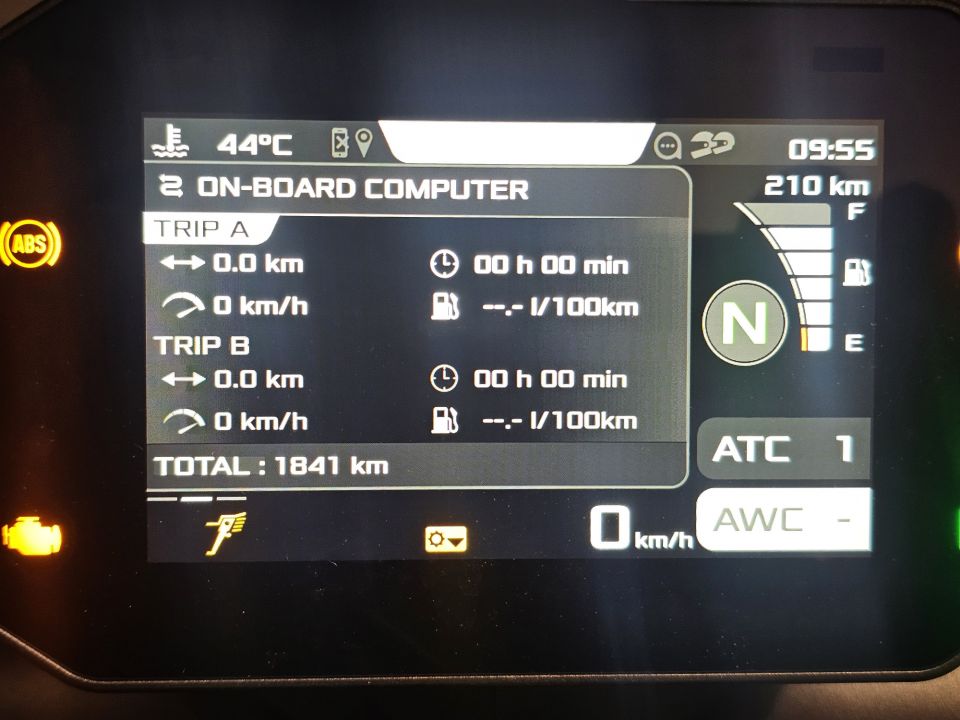 44°C
09:55
ON-BOARD COMPUTER
210 km
TRIP A
F
0.0 km
00 h 00 min
0 km/h
--.- l/100km
N
E
TRIP B
0.0 km
00 h 00 min
0 km/h
--.- l/100km
ATC 1
TOTAL : 1841 km
0 km/h
AWC -
ABS